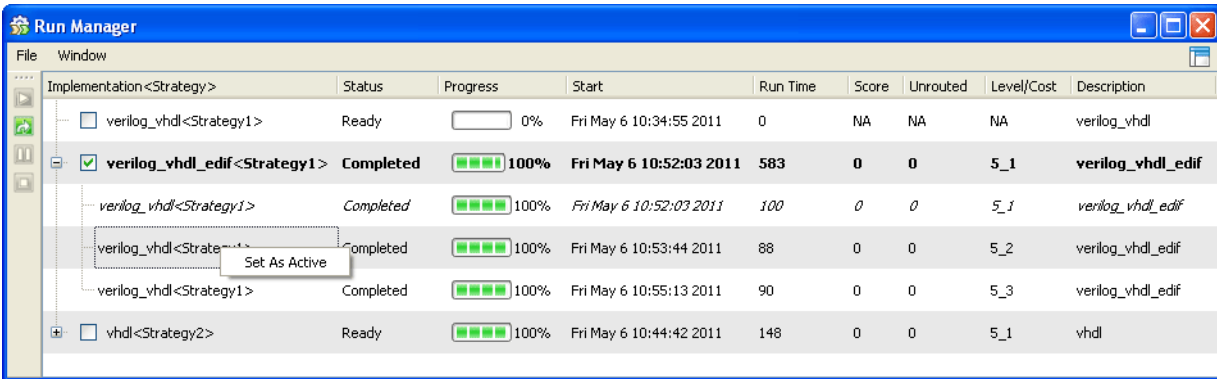 Run Manager
File Window
Implementation<Strategy> Status Progress Start Run Time Score Unrouted Level/Cost Description
verilog_vhdl<Strategy1> Ready 0% Fri May 6 10:34:55 2011 0 NA NA NA verilog_vhdl
verilog_vhdl_edif<Strategy1> Completed 100% Fri May 6 10:52:03 2011 583 0 0 5_1 verilog_vhdl_edif
verilog_vhdl<Strategy1> Completed 100% Fri May 6 10:52:03 2011 100 0 0 5_1 verilog_vhdl_edif
verilog_vhdl<Strategy1> Completed 100% Fri May 6 10:53:44 2011 88 0 0 5_2 verilog_vhdl_edif
Set As Active
verilog_vhdl<Strategy1> Completed 100% Fri May 6 10:55:13 2011 90 0 0 5_3 verilog_vhdl_edif
vhdl<Strategy2> Ready 100% Fri May 6 10:44:42 2011 148 0 0 5_1 vhdl